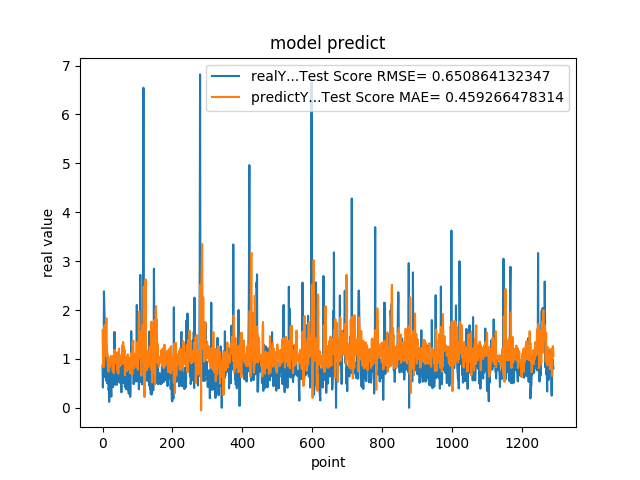 model predict
realY...Test Score RMSE= 0.650864132347
predictY...Test Score MAE= 0.459266478314
7
6
5
4
3
2
1
0
real value
0 200 400 600 800 1000 1200
point